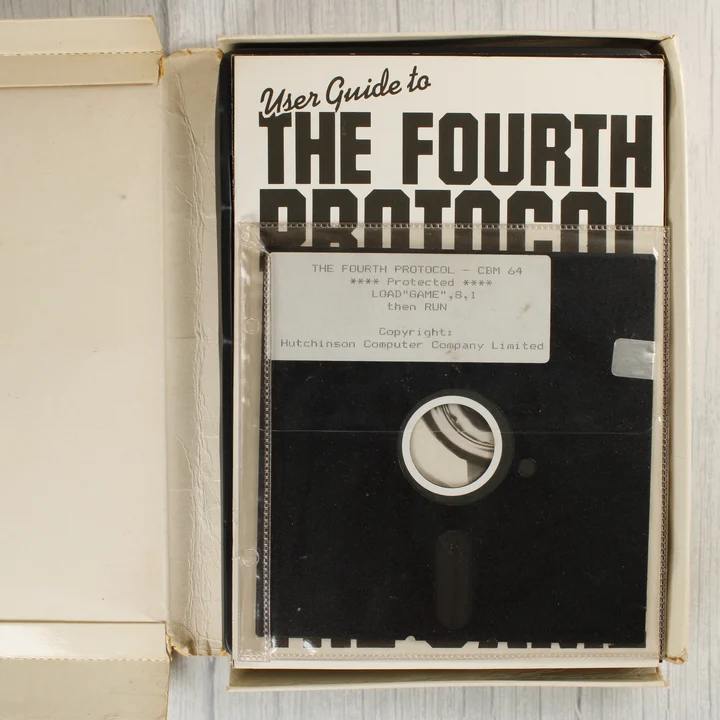 User Guide to
THE FOURTH
PROTOCOL
THE FOURTH PROTOCOL - CBM 64
**** Protected ****
LOAD"GAME",8,1
then RUN
Copyright:
Hutchinson Computer Company Limited